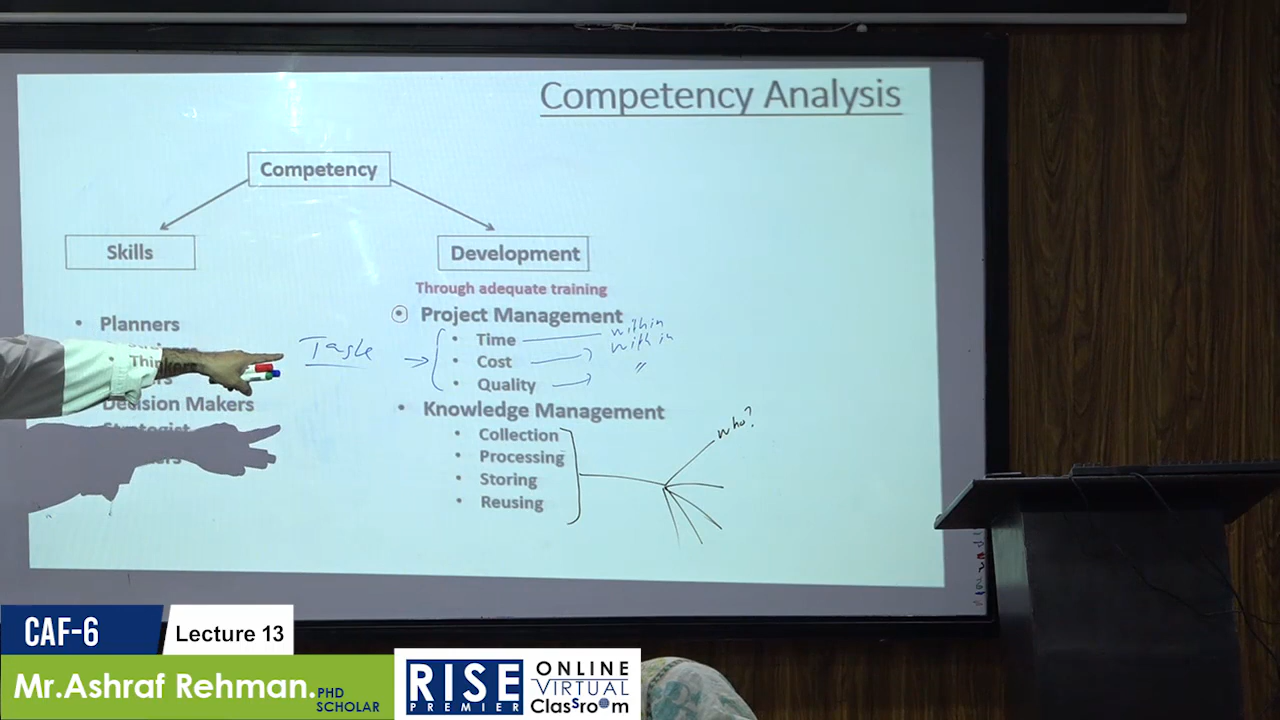 Competency Analysis
Competency
Skills
Development
Through adequate training
• Planners
• Thinkers
Decision Makers
Strategist
Task
Project Management
• Time within
• Cost within
• Quality "
• Knowledge Management
• Collection
• Processing
• Storing
• Reusing
who?
CAF-6
Lecture 13
Mr.Ashraf Rehman. PHD SCHOLAR
RISE PREMIER
ONLINE
VIRTUAL
Classroom